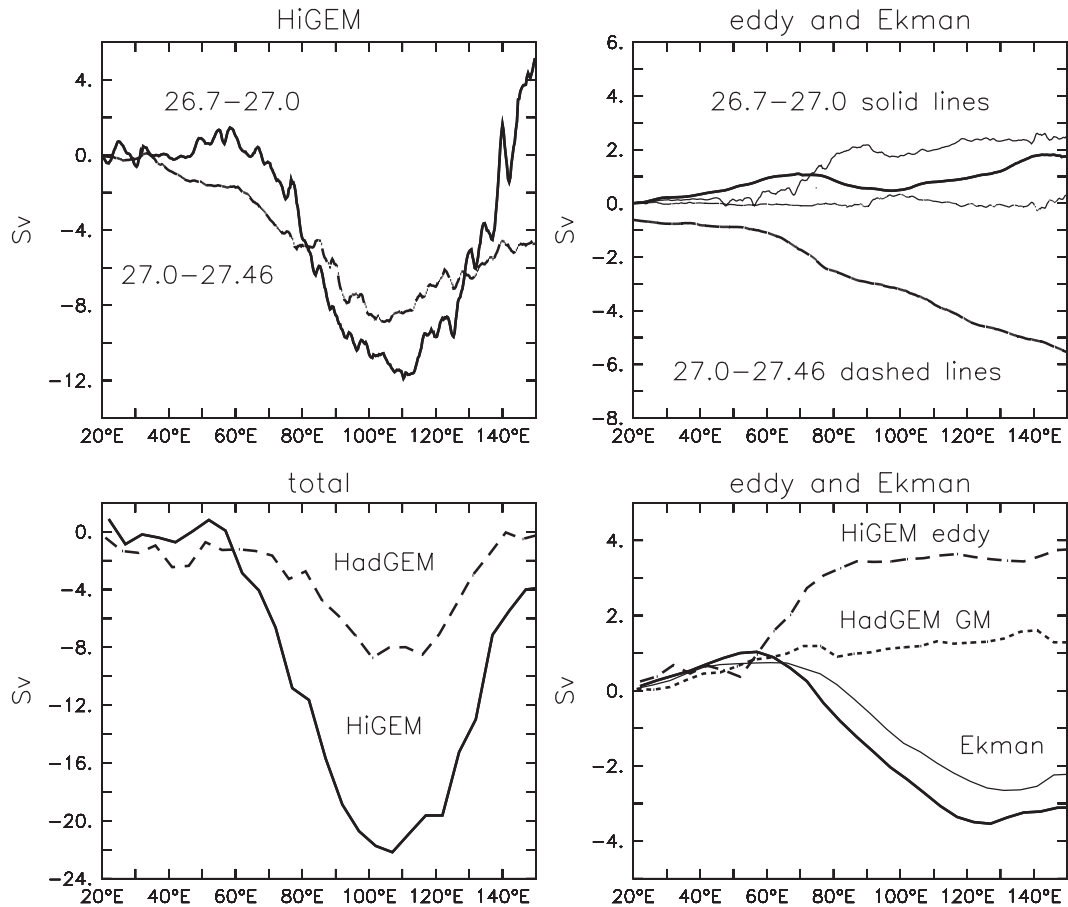 HiGEM
4.
0.
−4.
−8.
−12.
Sv
26.7−27.0
27.0−27.46
20°E 40°E 60°E 80°E 100°E 120°E 140°E
eddy and Ekman
6.
4.
2.
0.
−2.
−4.
−6.
−8.
Sv
26.7−27.0 solid lines
27.0−27.46 dashed lines
20°E 40°E 60°E 80°E 100°E 120°E 140°E
total
0.
−4.
−8.
−12.
−16.
−20.
−24.
Sv
HadGEM
HiGEM
20°E 40°E 60°E 80°E 100°E 120°E 140°E
eddy and Ekman
4.
2.
0.
−2.
−4.
Sv
HiGEM eddy
HadGEM GM
Ekman
20°E 40°E 60°E 80°E 100°E 120°E 140°E